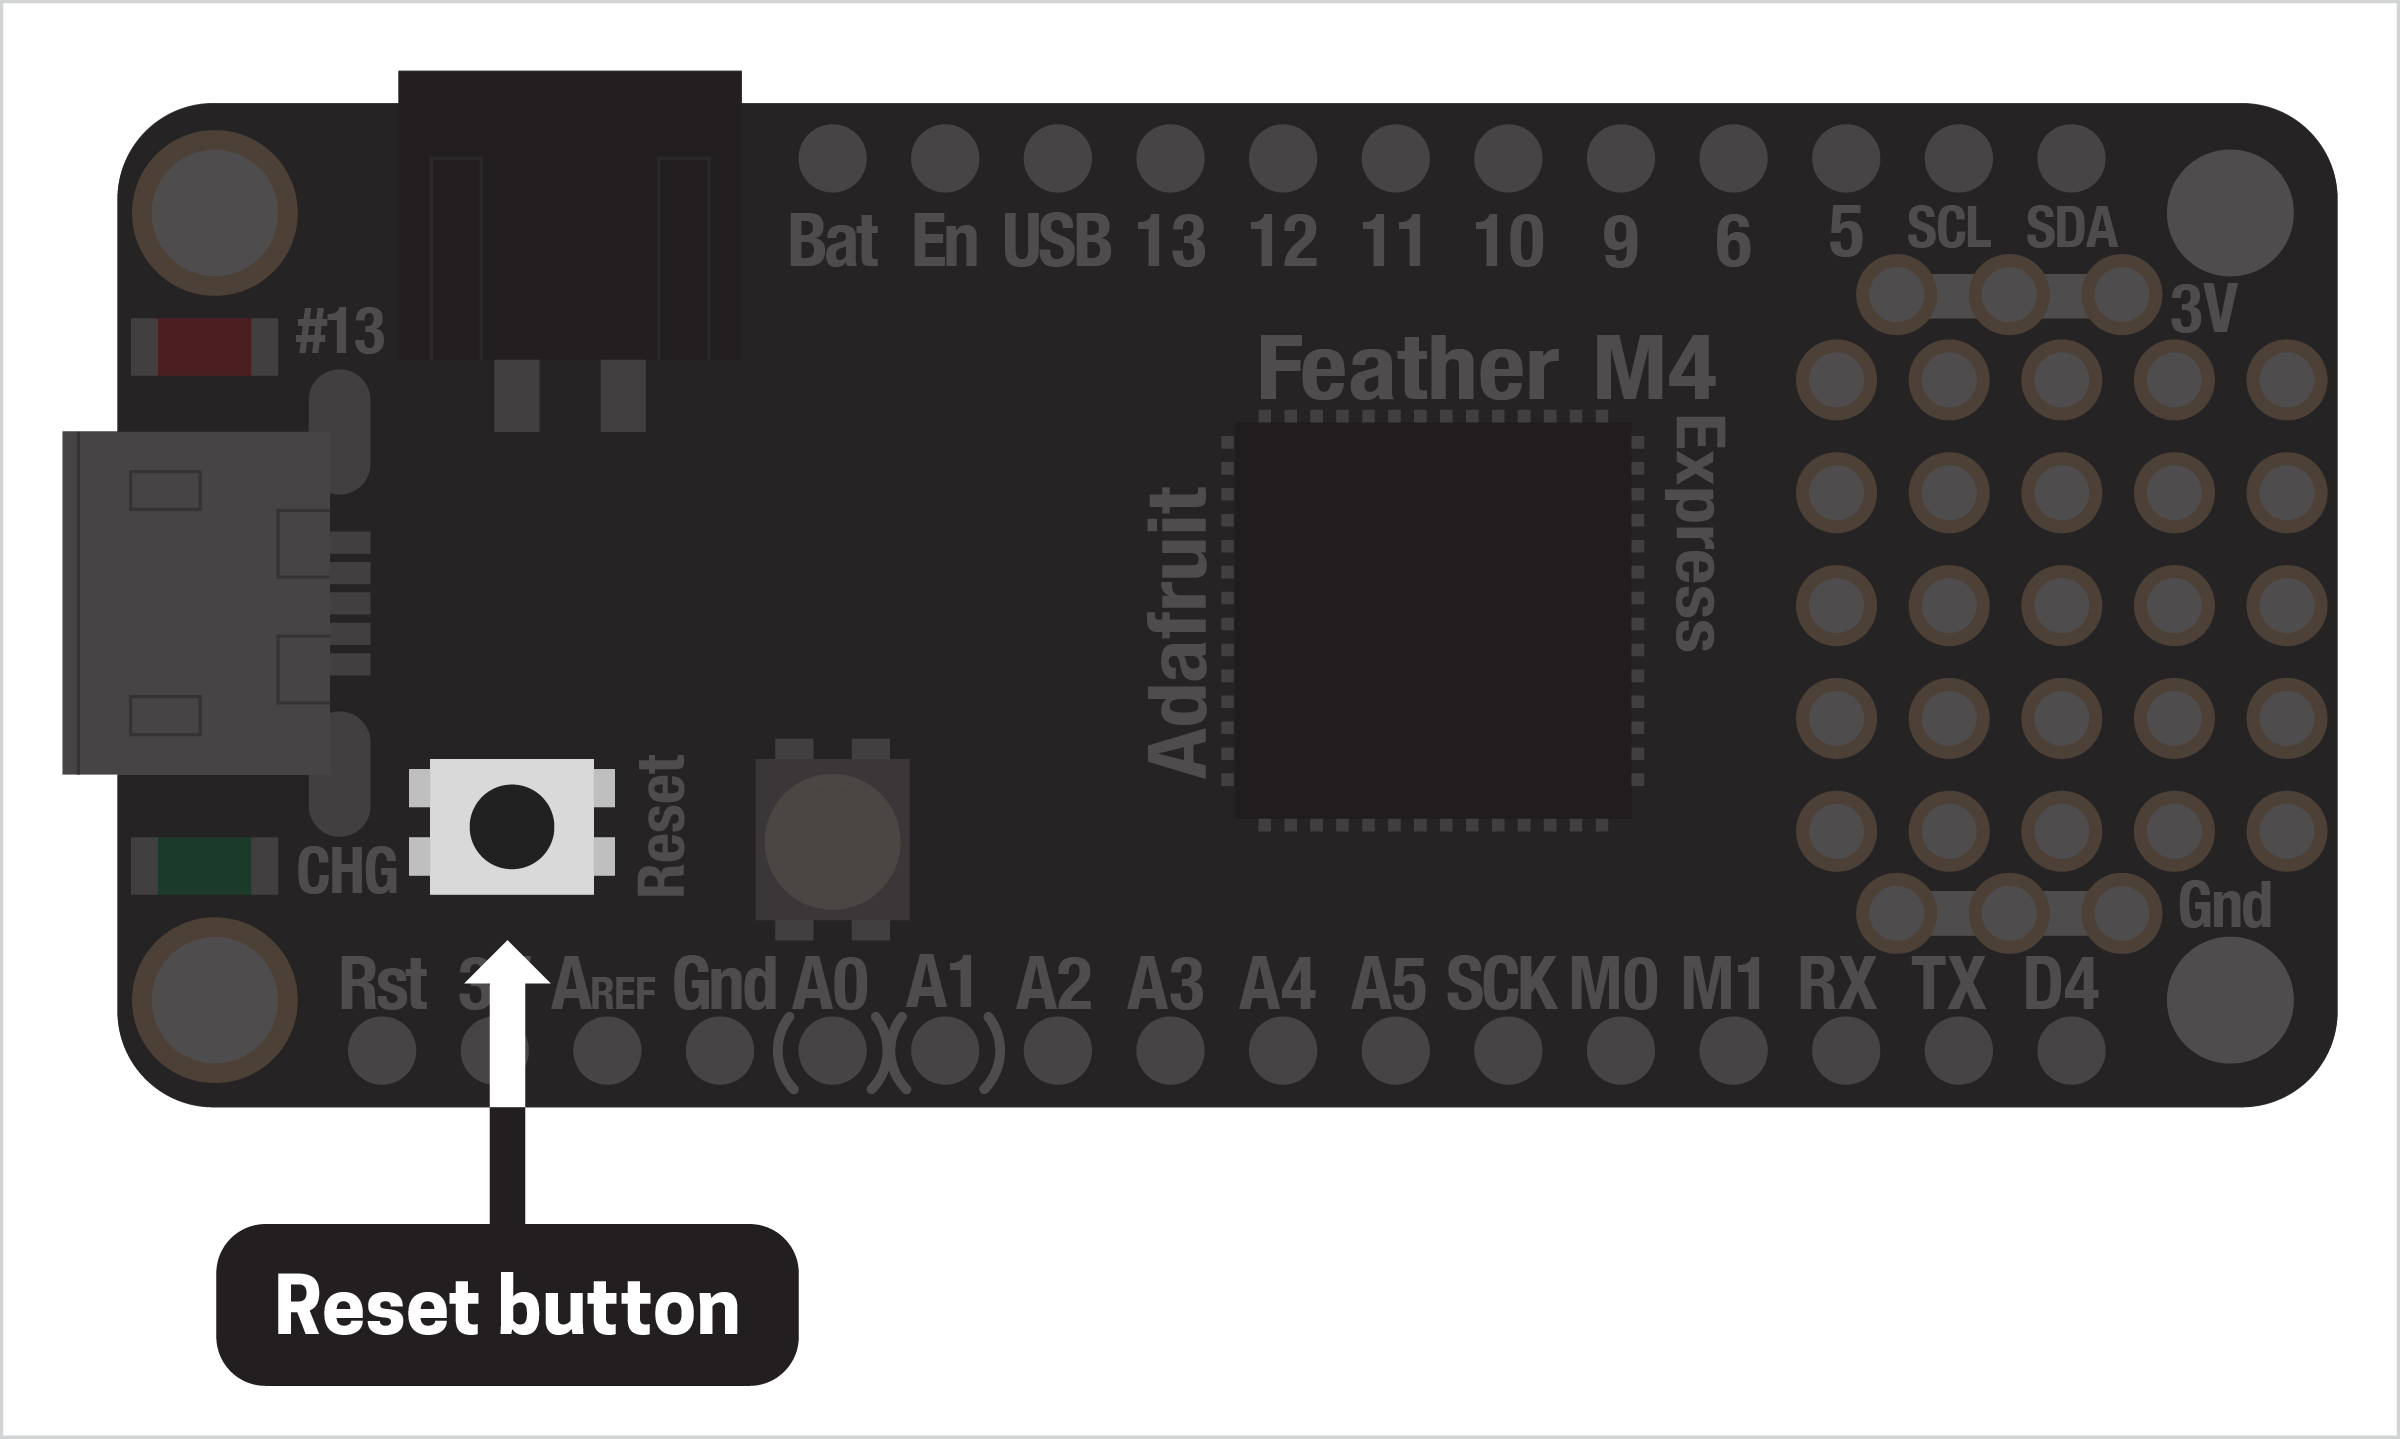 Bat En USB 13 12 11 10 9 6 5 SCL SDA
#13
3V
Feather M4
Express
Adafruit
Reset
CHG
Gnd
Rst AREF Gnd A0 A1 A2 A3 A4 A5 SCK M0 M1 RX TX D4
Reset button